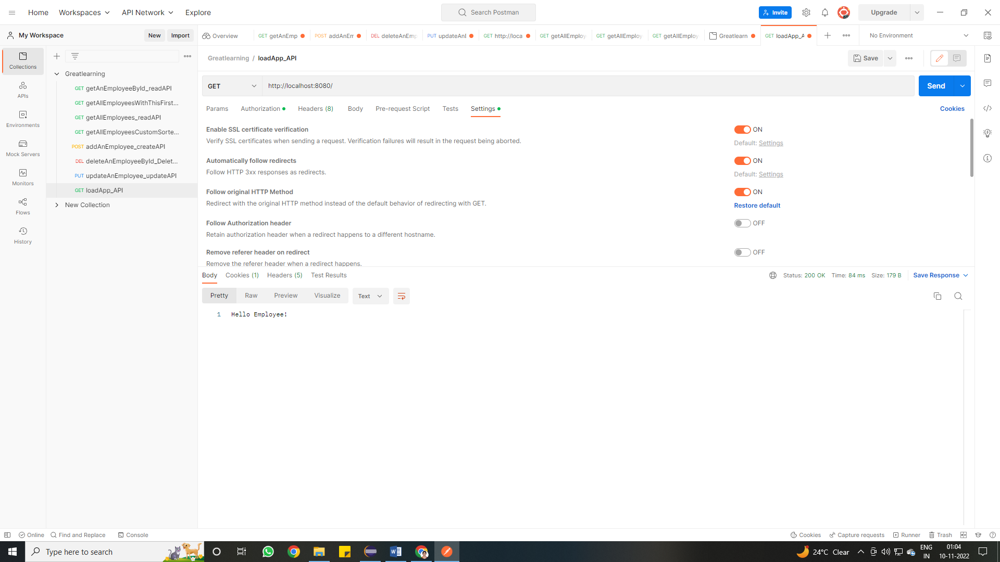 Home Workspaces API Network Explore Search Postman Invite Upgrade
My Workspace New Import Overview GET getAnEmp POST addAnEm DEL deleteAnEmp PUT updateAnE GET http://loca GET getAllEmploy GET getAllEmploy GET getAllEmploy Greatlearn GET loadApp_A No Environment
Greatlearning / loadApp_API Save
Collections
APIs
Environments
Mock Servers
Monitors
Flows
History
Greatlearning
GET getAnEmployeeById_readAPI
GET getAllEmployeesWithThisFirst...
GET getAllEmployees_readAPI
GET getAllEmployeesCustomSorte...
POST addAnEmployee_createAPI
DEL deleteAnEmployeeById_Delet...
PUT updateAnEmployee_updateAPI
GET loadApp_API
New Collection
GET http://localhost:8080/ Send
Params Authorization Headers (8) Body Pre-request Script Tests Settings Cookies
Enable SSL certificate verification ON
Verify SSL certificates when sending a request. Verification failures will result in the request being aborted. Default: Settings
Automatically follow redirects ON
Follow HTTP 3xx responses as redirects. Default: Settings
Follow original HTTP Method ON
Redirect with the original HTTP method instead of the default behavior of redirecting with GET. Restore default
Follow Authorization header OFF
Retain authorization header when a redirect happens to a different hostname.
Remove referer header on redirect OFF
Remove the referer header when a redirect happens.
Body Cookies (1) Headers (5) Test Results Status: 200 OK Time: 84 ms Size: 179 B Save Response
Pretty Raw Preview Visualize Text
1 Hello Employee!
Online Find and Replace Console Cookies Capture requests Runner Trash
Type here to search 24°C Clear ENG IN 01:04 10-11-2022